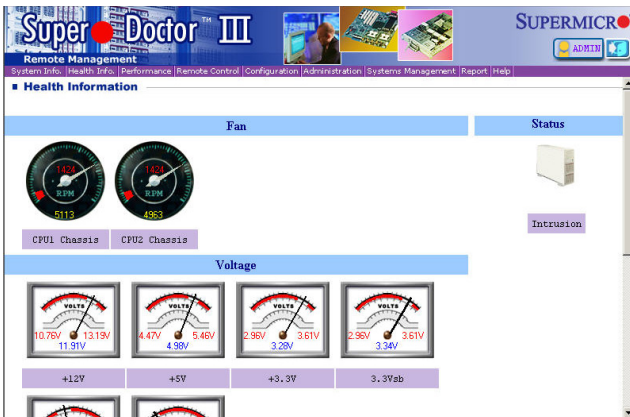 Super Doctor™ III
SUPERMICRO
ADMIN
Remote Management
System Info. |Health Info. |Performance |Remote Control |Configuration |Administration |Systems Management |Report |Help|
Health Information
Fan
Status
1424
RPM
5113
1424
RPM
4963
CPU1 Chassis
CPU2 Chassis
Intrusion
Voltage
VOLTS
10.76V 13.19V
11.91V
VOLTS
4.47V 5.46V
4.98V
VOLTS
2.96V 3.61V
3.28V
VOLTS
2.96V 3.61V
3.34V
+12V
+5V
+3.3V
3.3Vsb